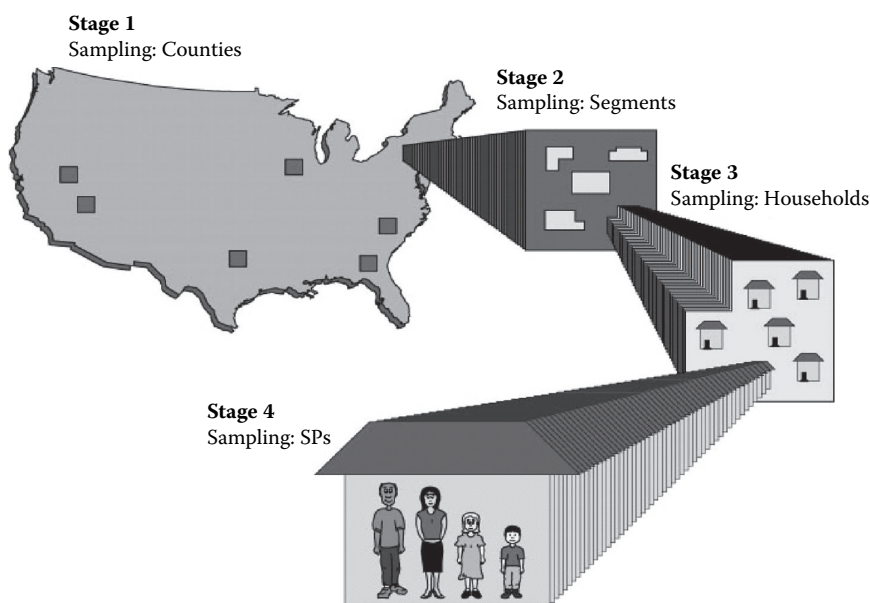 Stage 1
Sampling: Counties
Stage 2
Sampling: Segments
Stage 3
Sampling: Households
Stage 4
Sampling: SPs